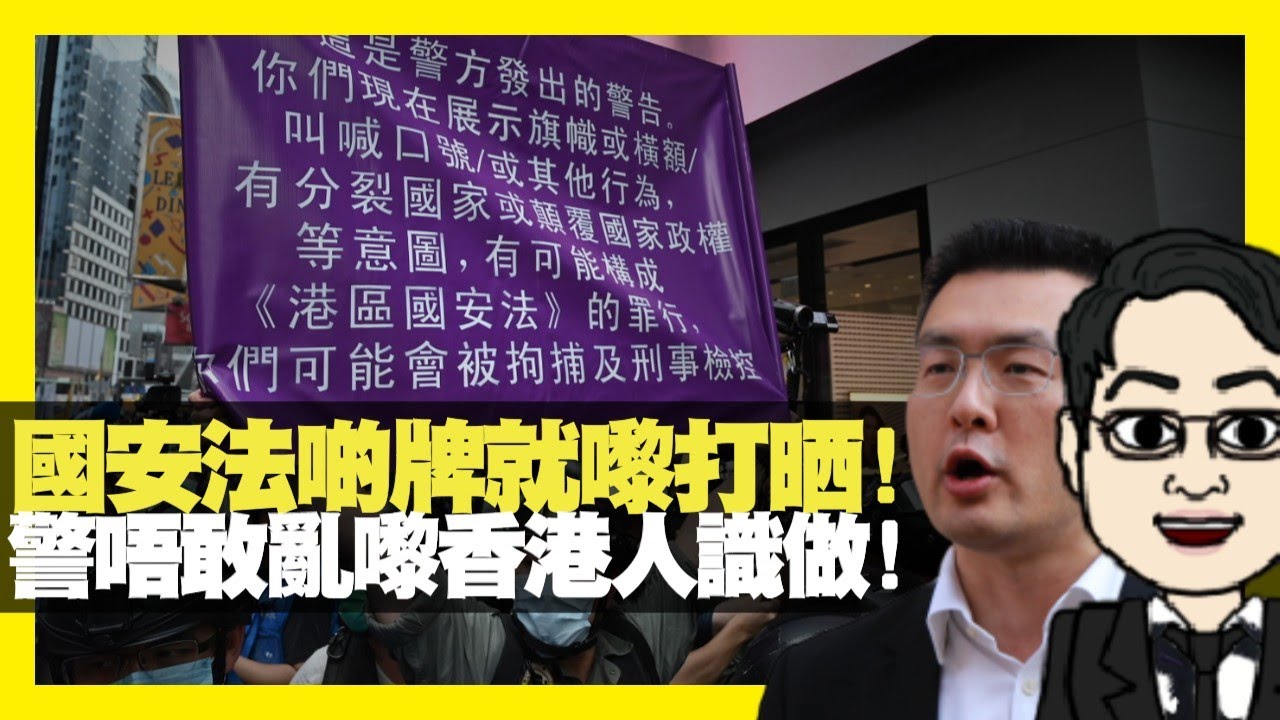 這是警方發出的警告。
你們現在展示旗幟或橫額/
叫喊口號/或其他行為,
有分裂國家或顛覆國家政權
等意圖,有可能構成
《港區國安法》的罪行,
你們可能會被拘捕及刑事檢控
國安法啲牌就嚟打晒!
警唔敢亂嚟香港人識做!